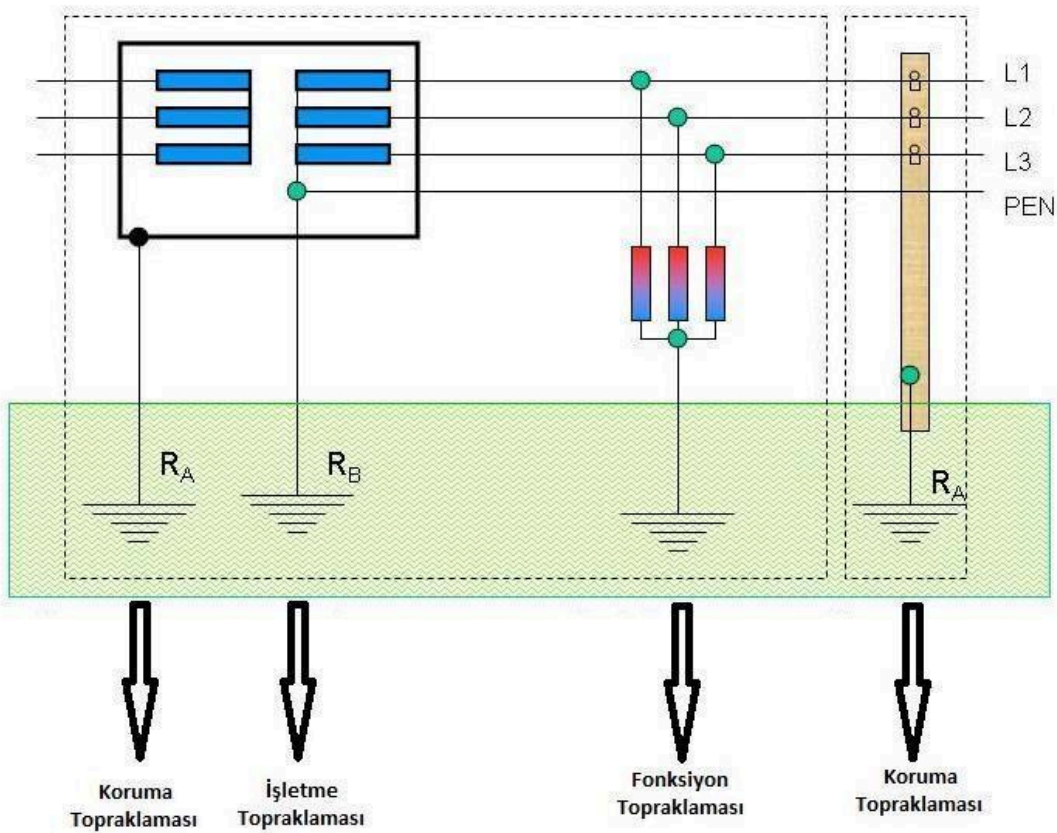 L1
L2
L3
PEN
RA
RB
RA
Koruma
Topraklaması
İşletme
Topraklaması
Fonksiyon
Topraklaması
Koruma
Topraklaması